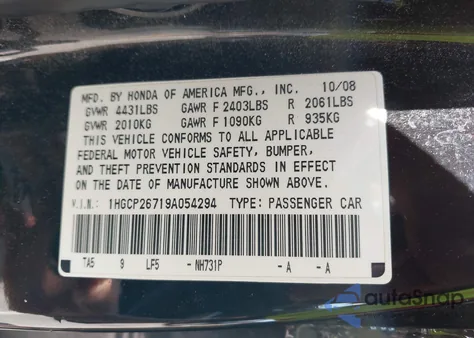 MFD. BY HONDA OF AMERICA MFG., INC. 10/08
GVWR 4431LBS GAWR F 2403LBS R 2061LBS
GVWR 2010KG GAWR F 1090KG R 935KG
THIS VEHICLE CONFORMS TO ALL APPLICABLE
FEDERAL MOTOR VEHICLE SAFETY, BUMPER,
AND THEFT PREVENTION STANDARDS IN EFFECT
ON THE DATE OF MANUFACTURE SHOWN ABOVE.
V.I.N.: 1HGCP26719A054294 TYPE: PASSENGER CAR
TA5 9 LF5 - NH731P - A - A
autoSnap